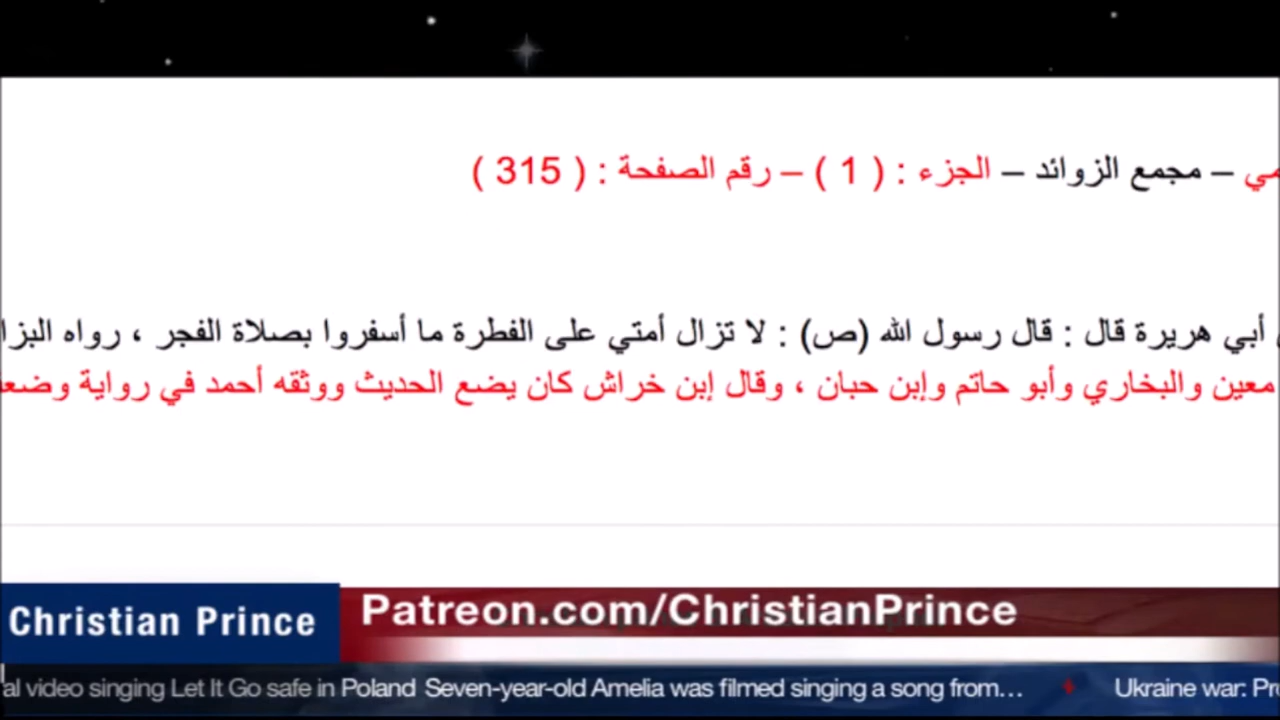 – مجمع الزوائد – الجزء : ( 1 ) – رقم الصفحة : ( 315 )
أبي هريرة قال : قال رسول الله (ص) : لا تزال أمتي على الفطرة ما أسفروا بصلاة الفجر ، رواه
معين والبخاري وأبو حاتم وإبن حبان ، وقال إبن خراش كان يضع الحديث ووثقه أحمد في رواية
Christian Prince
Patreon.com/ChristianPrince
al video singing Let It Go safe in Poland Seven-year-old Amelia was filmed singing a song from... Ukraine war: